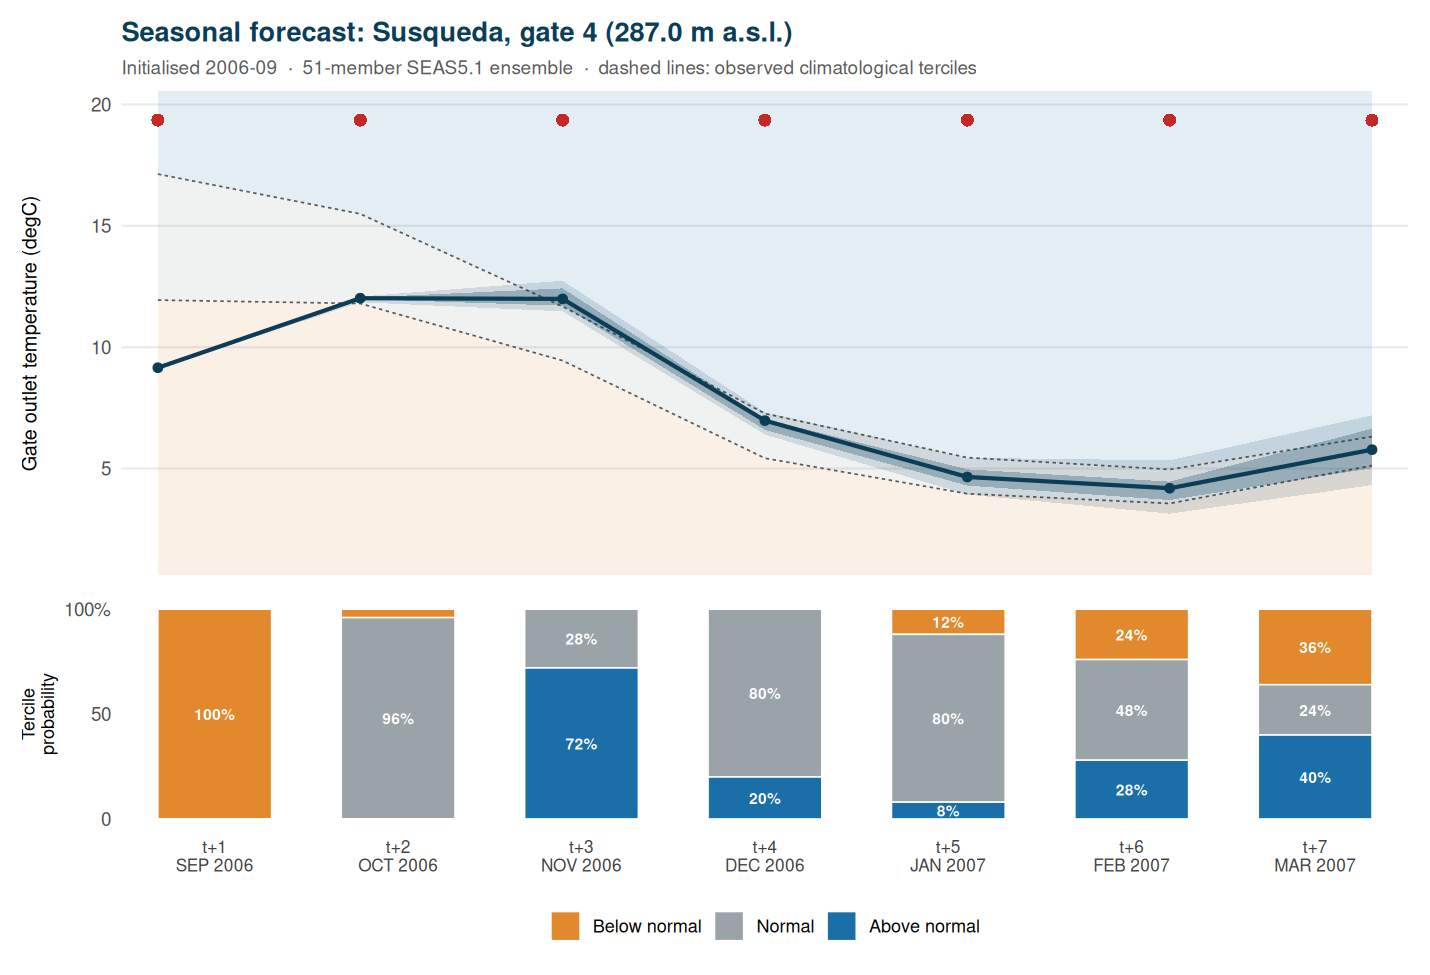 Seasonal forecast: Susqueda, gate 4 (287.0 m a.s.l.)
Initialised 2006-09 · 51-member SEAS5.1 ensemble · dashed lines: observed climatological terciles
Gate outlet temperature (degC)
20
15
10
5
Tercile
probability
100%
50
0
100%
96%
28%
72%
80%
20%
12%
80%
8%
24%
48%
28%
36%
24%
40%
t+1
SEP 2006
t+2
OCT 2006
t+3
NOV 2006
t+4
DEC 2006
t+5
JAN 2007
t+6
FEB 2007
t+7
MAR 2007
Below normal
Normal
Above normal